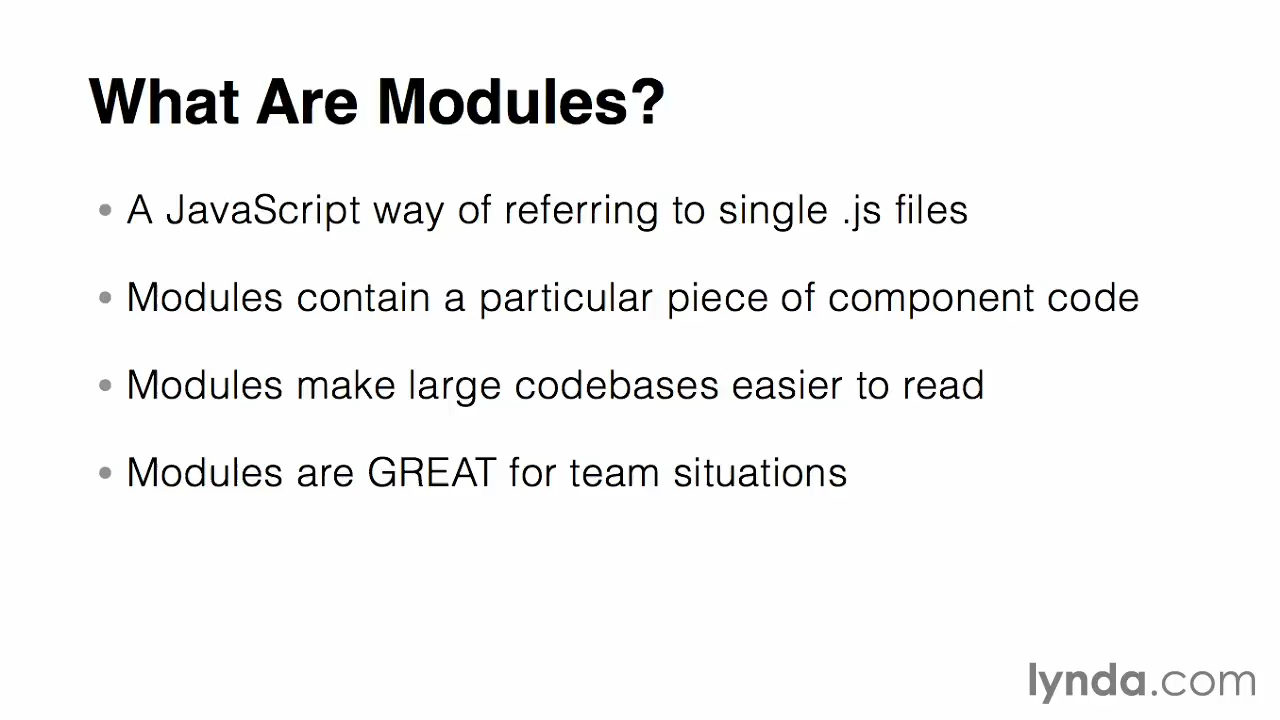 What Are Modules?
• A JavaScript way of referring to single .js files
• Modules contain a particular piece of component code
• Modules make large codebases easier to read
• Modules are GREAT for team situations
lynda.com